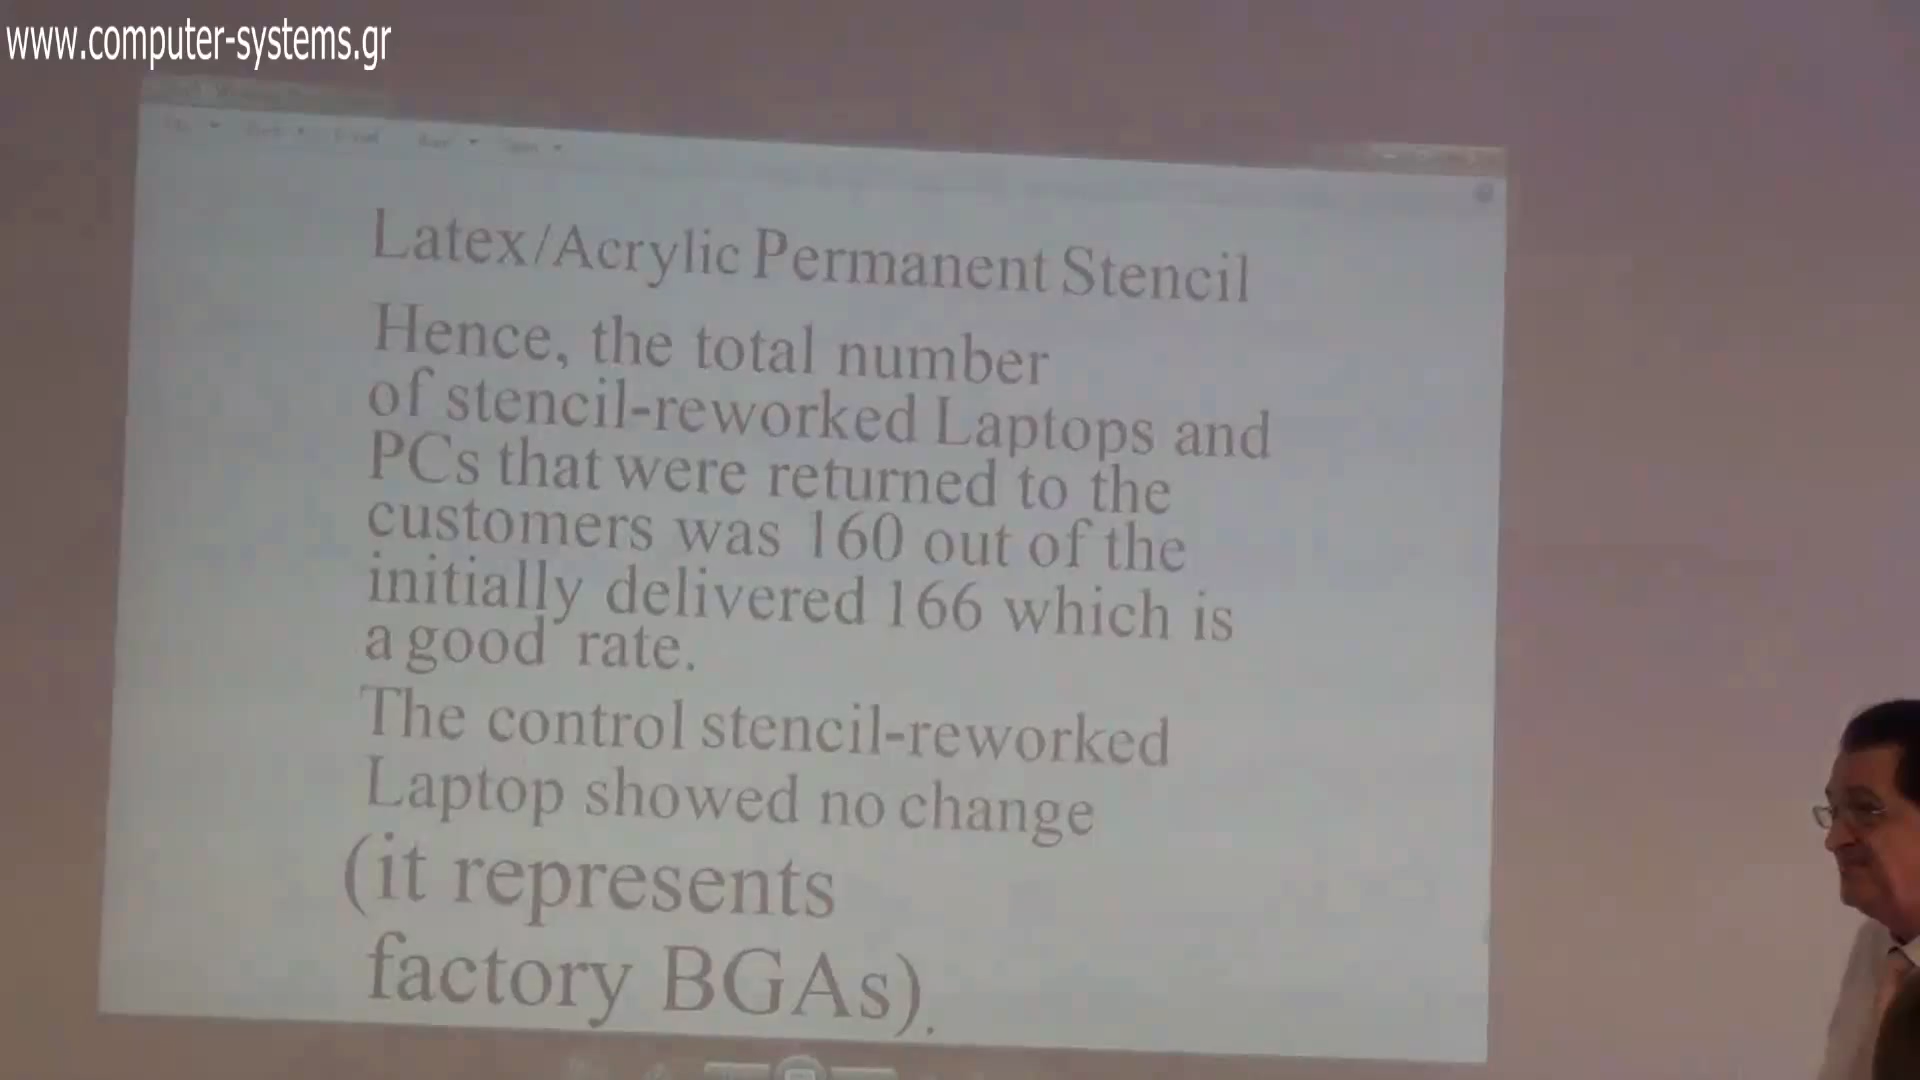 www.computer-systems.gr
Latex/Acrylic Permanent Stencil
Hence, the total number
of stencil-reworked Laptops and
PCs that were returned to the
customers was 160 out of the
initially delivered 166 which is
a good rate.
The control stencil-reworked
Laptop showed no change
(it represents
factory BGAs).